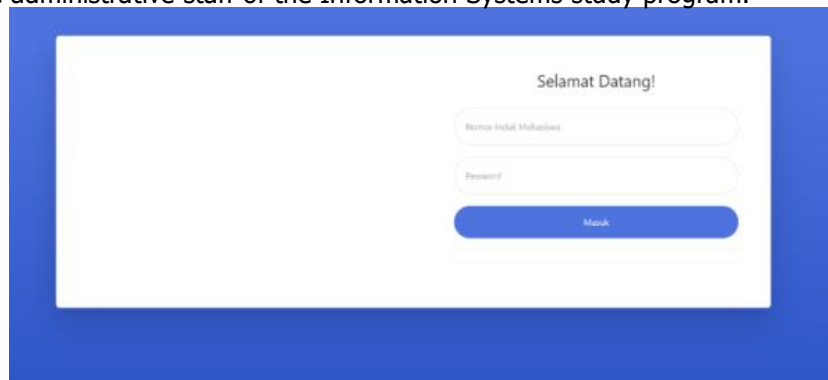 administrative staff of the Information Systems study program.
Selamat Datang!
Nomor Induk Mahasiswa
Password
Masuk